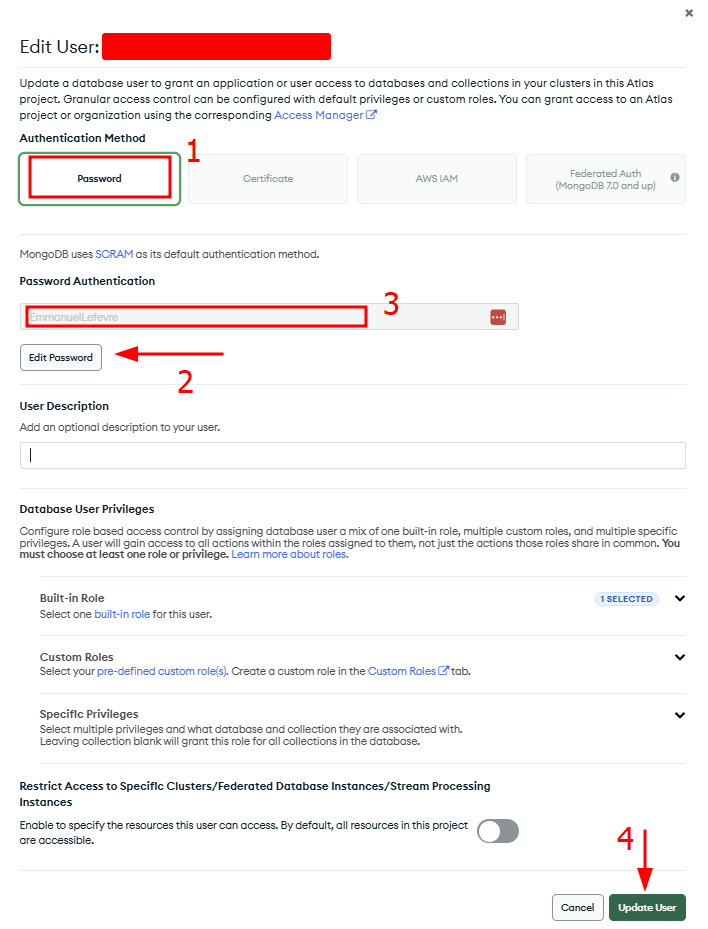 Edit User:
Update a database user to grant an application or user access to databases and collections in your clusters in this Atlas
project. Granular access control can be configured with default privileges or custom roles. You can grant access to an Atlas
project or organization using the corresponding Access Manager
Authentication Method
1
Password
Certificate
AWS IAM
Federated Auth
(MongoDB 7.0 and up)
MongoDB uses SCRAM as its default authentication method.
Password Authentication
EmmanuelLefevre
3
Edit Password
2
User Description
Add an optional description to your user.
Database User Privileges
Configure role based access control by assigning database user a mix of one built-in role, multiple custom roles, and multiple specific
privileges. A user will gain access to all actions within the roles assigned to them, not just the actions those roles share in common. You
must choose at least one role or privilege. Learn more about roles.
Built-in Role
1 SELECTED
Select one built-in role for this user.
Custom Roles
Select your pre-defined custom role(s). Create a custom role in the Custom Roles tab.
Specific Privileges
Select multiple privileges and what database and collection they are associated with.
Leaving collection blank will grant this role for all collections in the database.
Restrict Access to Specific Clusters/Federated Database Instances/Stream Processing
Instances
Enable to specify the resources this user can access. By default, all resources in this project
are accessible.
4
Cancel
Update User